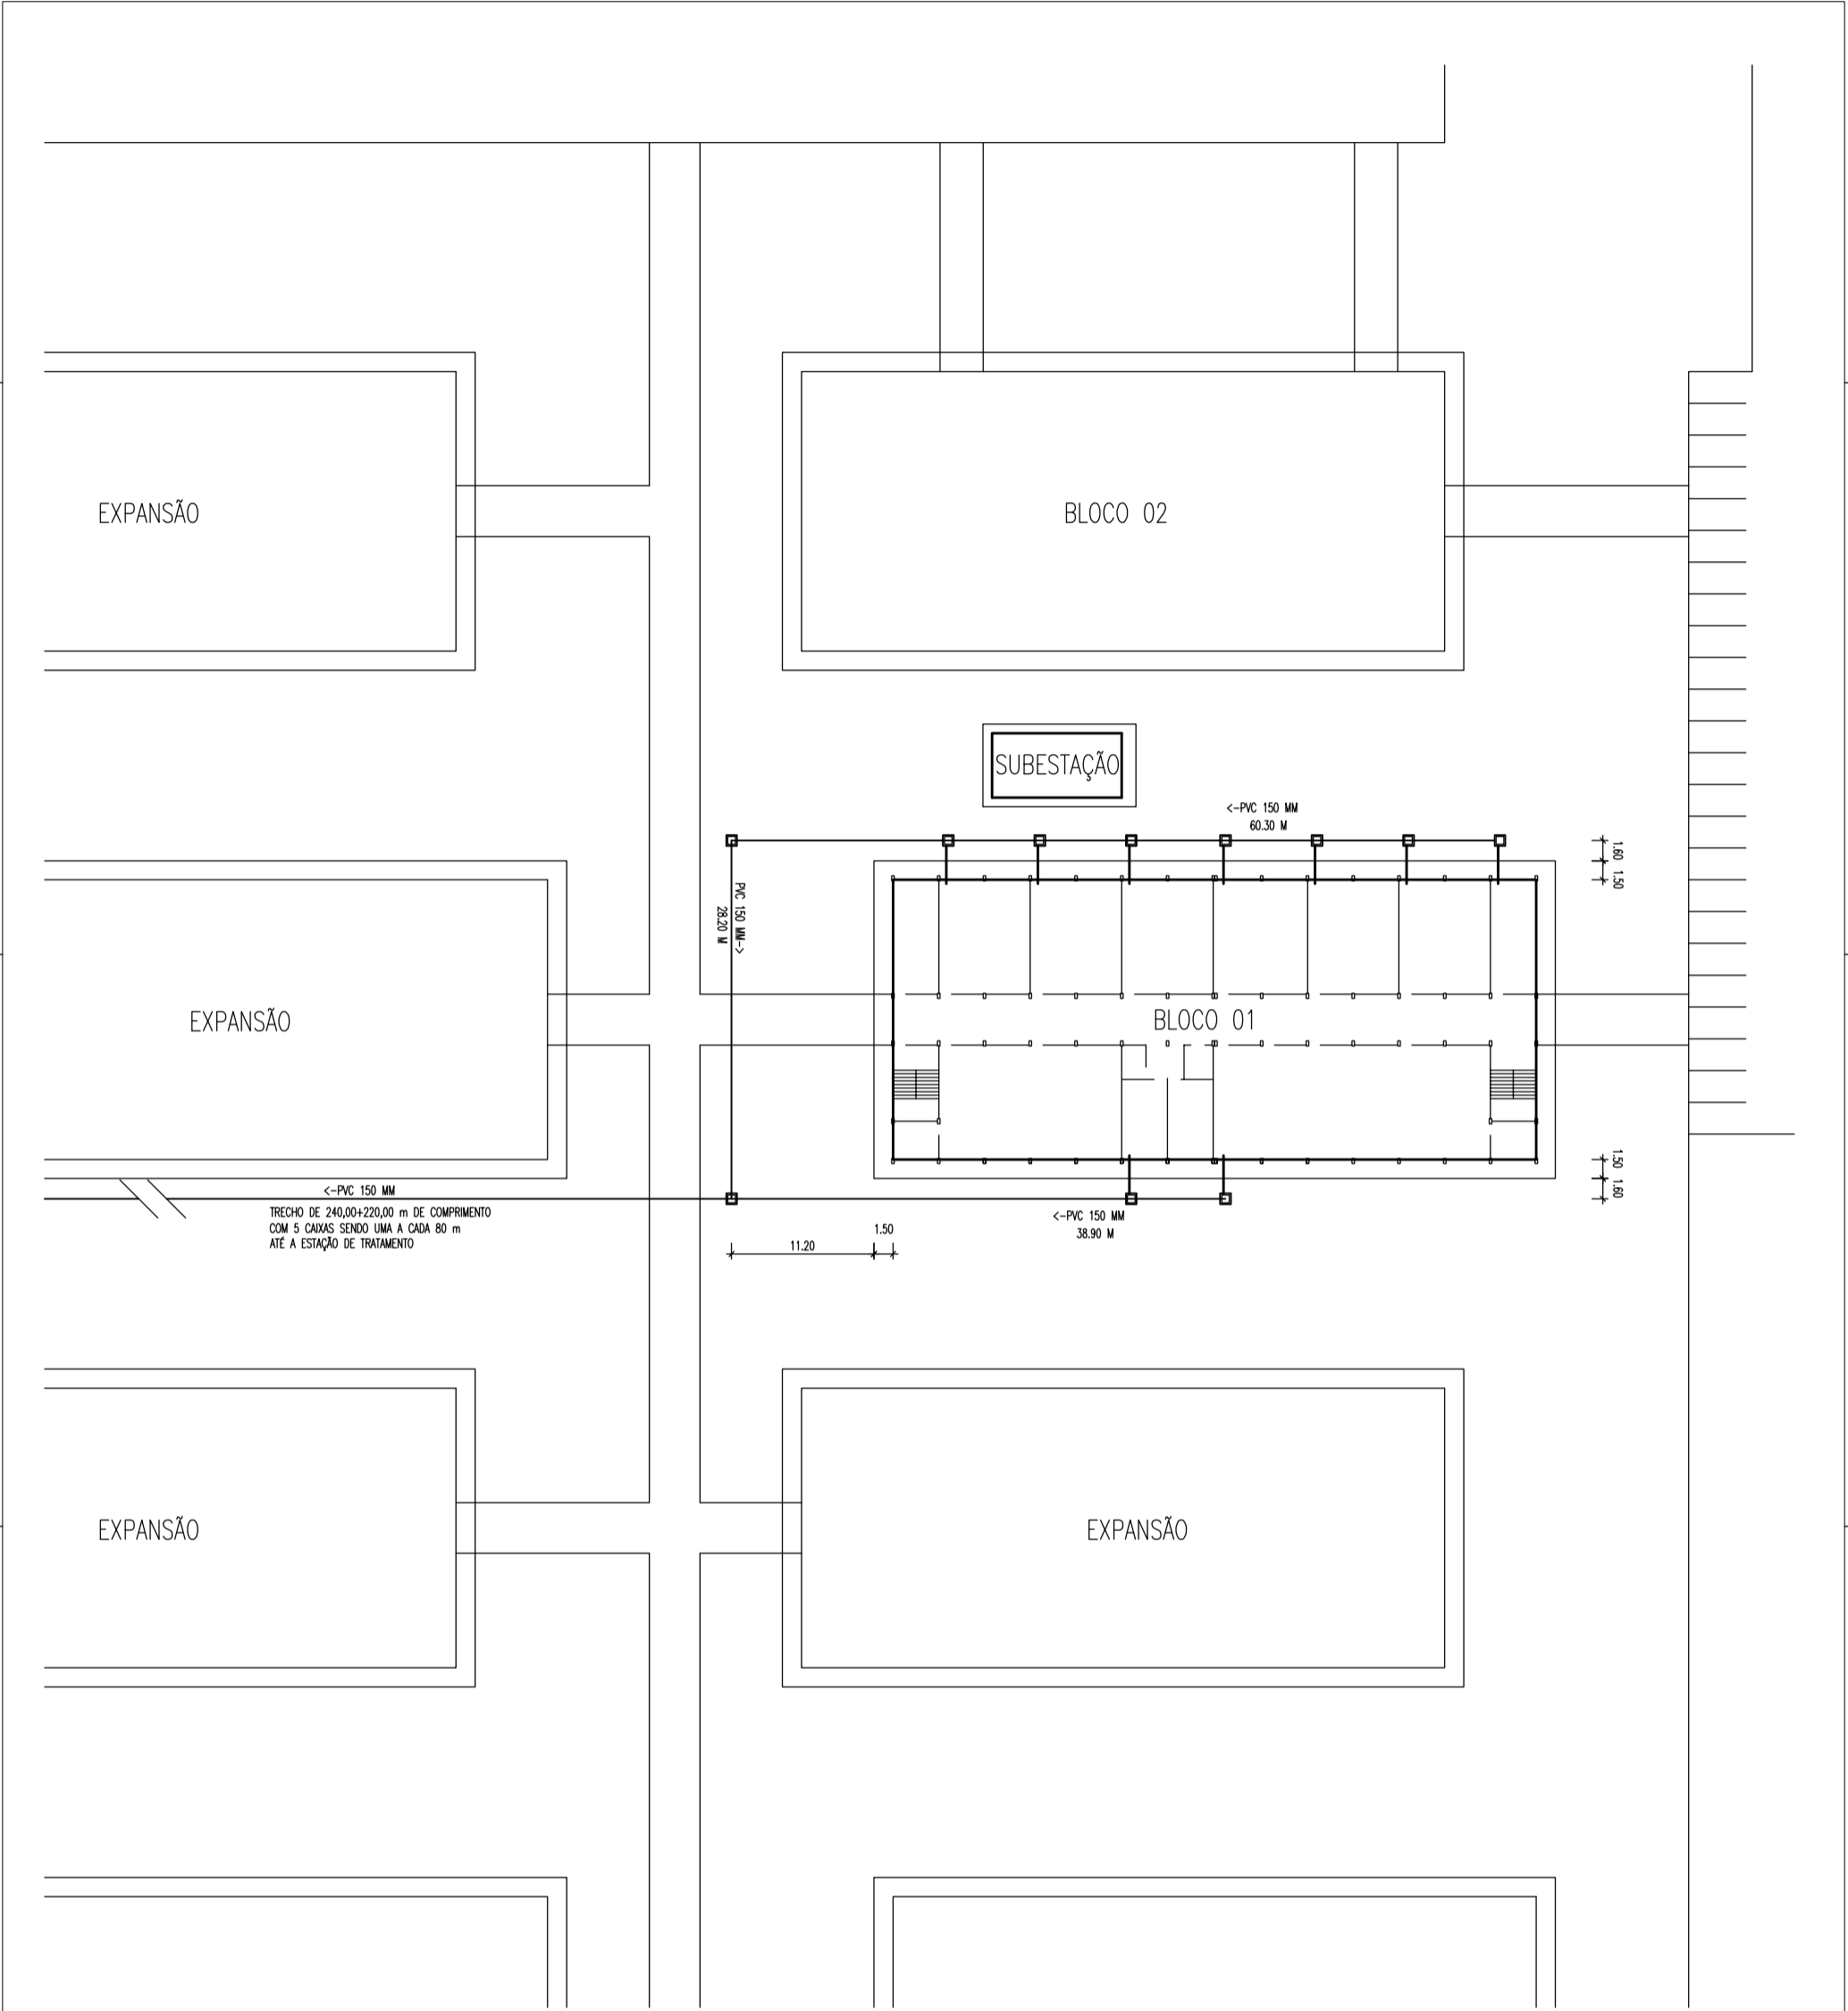 EXPANSÃO
BLOCO 02
SUBESTAÇÃO
<-PVC 150 MM
60.30 M
1.60
1.50
PVC 150 MM->
28.20 M
EXPANSÃO
BLOCO 01
1.50
1.60
<-PVC 150 MM
TRECHO DE 240,00+220,00 m DE COMPRIMENTO
COM 5 CAIXAS SENDO UMA A CADA 80 m
ATÉ A ESTAÇÃO DE TRATAMENTO
<-PVC 150 MM
38.90 M
1.50
11.20
EXPANSÃO
EXPANSÃO